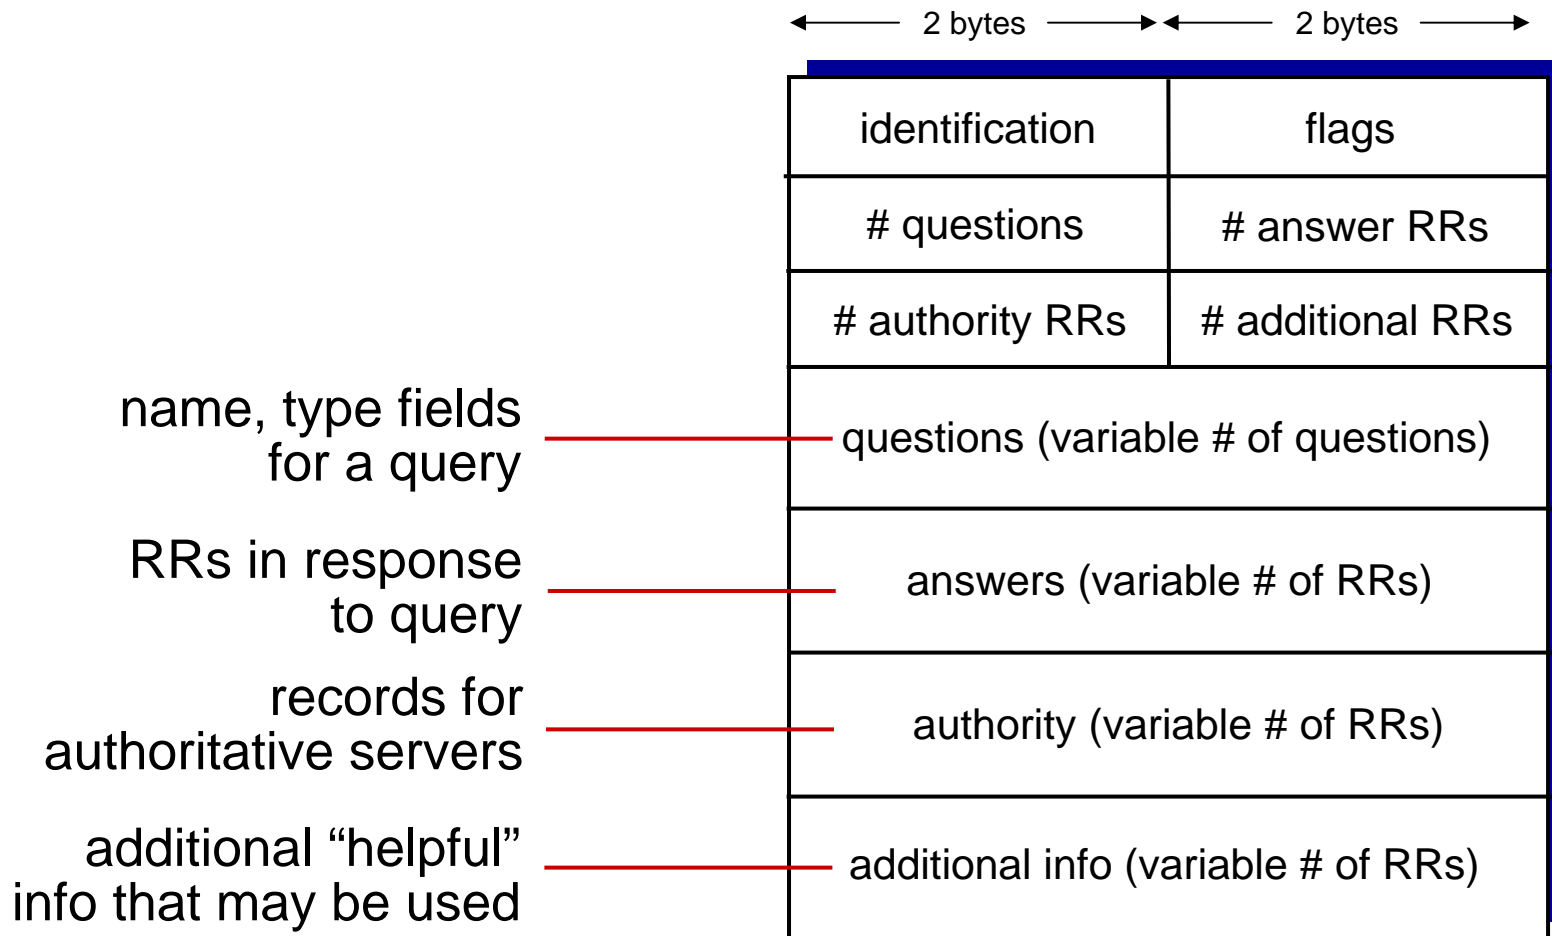 2 bytes 2 bytes
identification flags
# questions # answer RRs
# authority RRs # additional RRs
name, type fields
for a query
questions (variable # of questions)
RRs in response
to query
answers (variable # of RRs)
records for
authoritative servers
authority (variable # of RRs)
additional “helpful”
info that may be used
additional info (variable # of RRs)